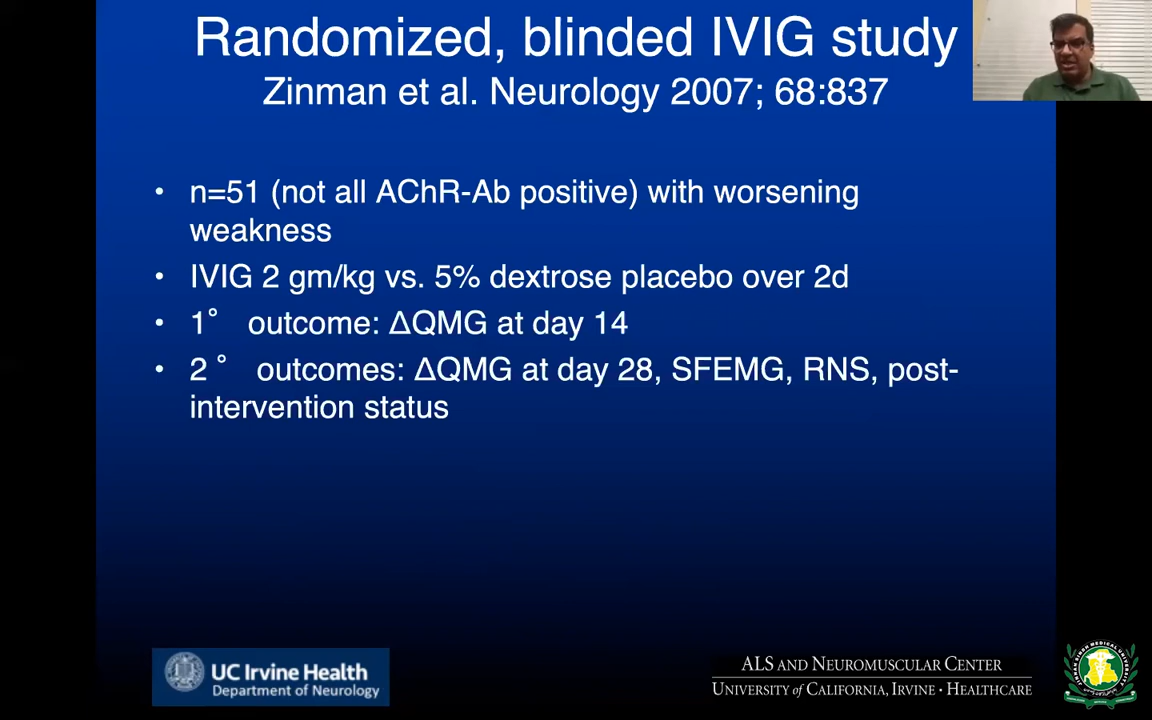 Randomized, blinded IVIG study
Zinman et al. Neurology 2007; 68:837
• n=51 (not all AChR-Ab positive) with worsening
weakness
• IVIG 2 gm/kg vs. 5% dextrose placebo over 2d
• 1° outcome: ΔQMG at day 14
• 2 ° outcomes: ΔQMG at day 28, SFEMG, RNS, post-
intervention status
UC Irvine Health
Department of Neurology
ALS AND NEUROMUSCULAR CENTER
UNIVERSITY of CALIFORNIA, IRVINE • HEALTHCARE